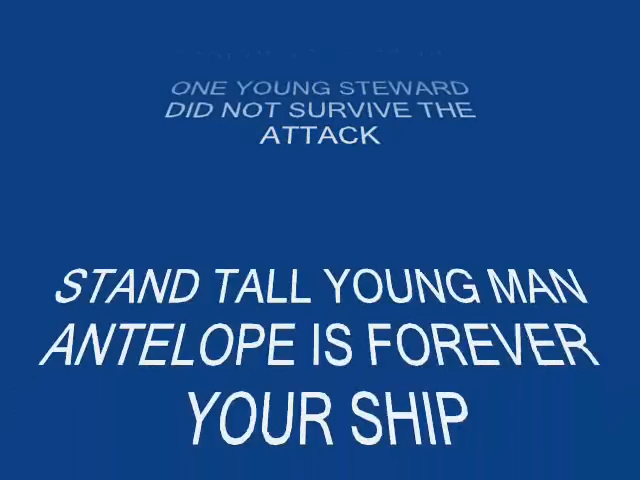 ONE YOUNG STEWARD
DID NOT SURVIVE THE
ATTACK
STAND TALL YOUNG MAN
ANTELOPE IS FOREVER
YOUR SHIP